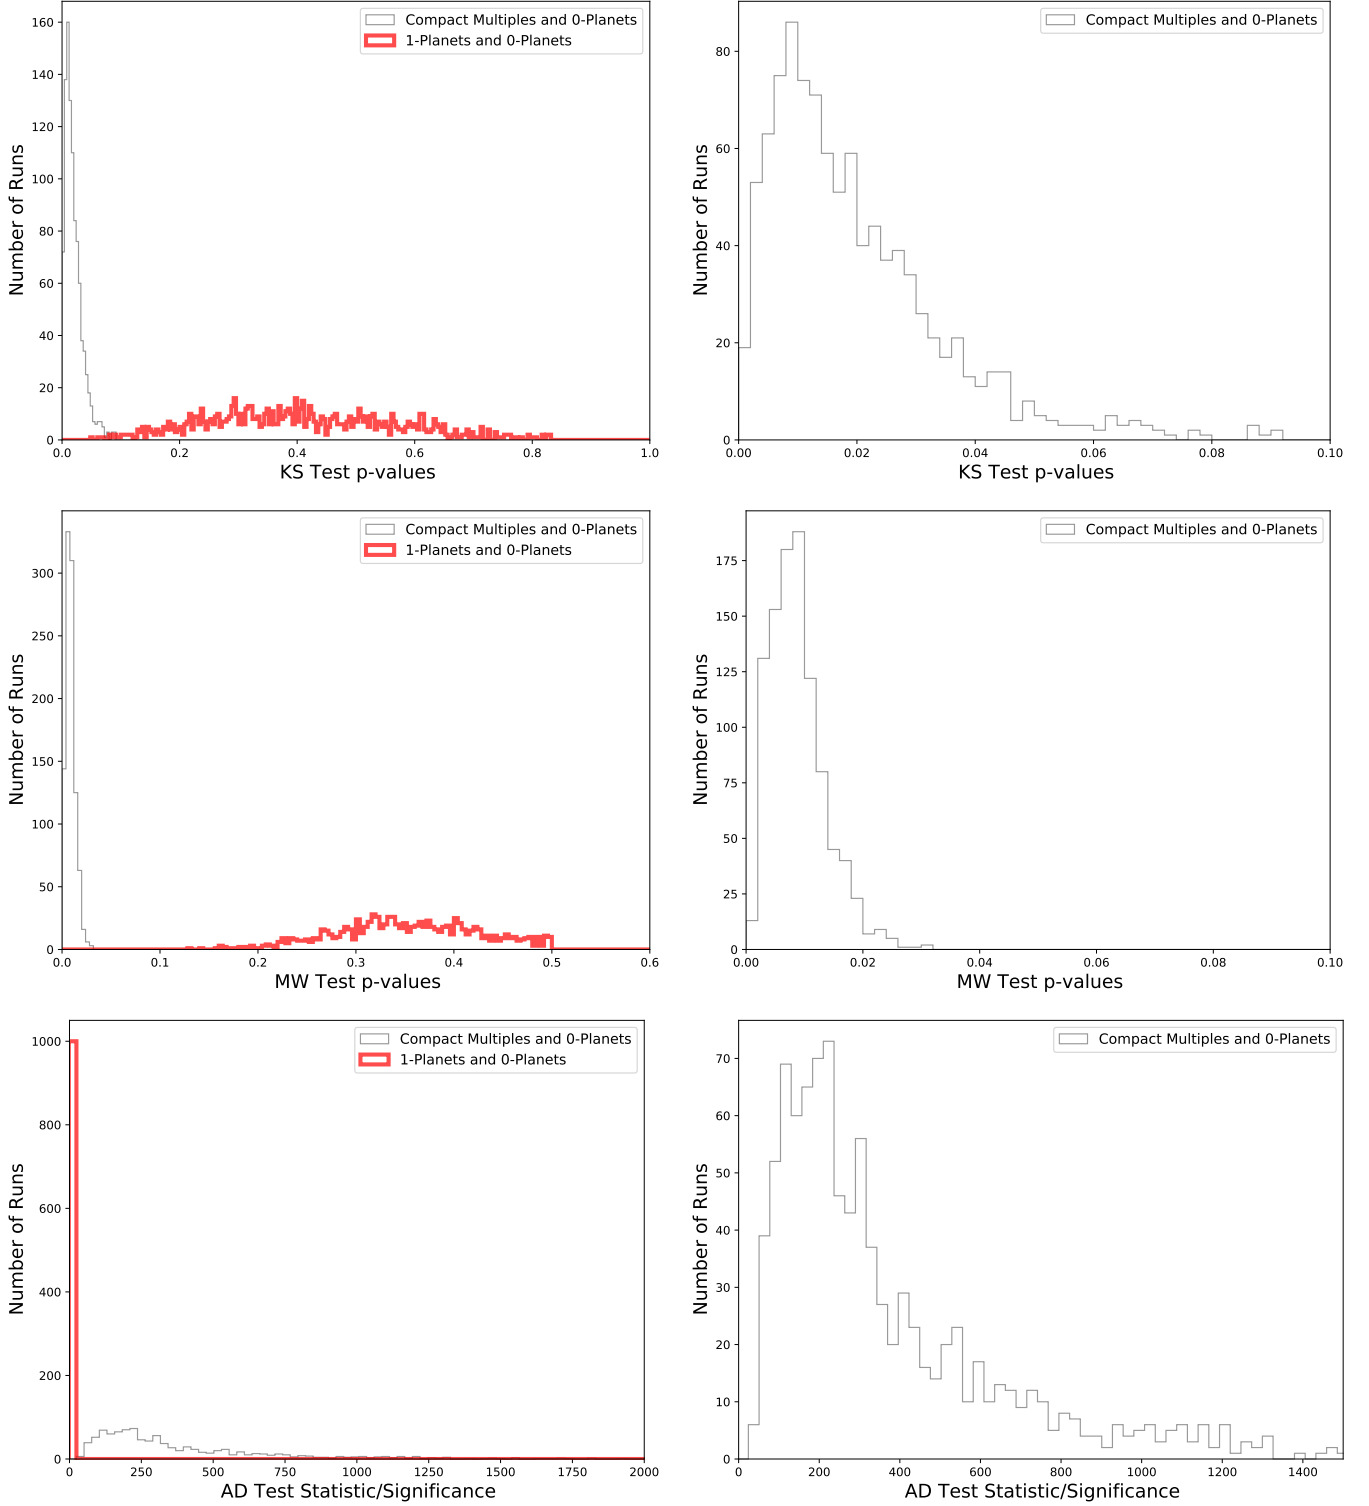 Compact Multiples and 0-Planets
1-Planets and 0-Planets
Number of Runs
160
140
120
100
80
60
40
20
0
0.0 0.2 0.4 0.6 0.8 1.0
KS Test p-values
Compact Multiples and 0-Planets
Number of Runs
80
60
40
20
0
0.00 0.02 0.04 0.06 0.08 0.10
KS Test p-values
Compact Multiples and 0-Planets
1-Planets and 0-Planets
Number of Runs
300
250
200
150
100
50
0
0.0 0.1 0.2 0.3 0.4 0.5 0.6
MW Test p-values
Compact Multiples and 0-Planets
Number of Runs
175
150
125
100
75
50
25
0
0.00 0.02 0.04 0.06 0.08 0.10
MW Test p-values
Compact Multiples and 0-Planets
1-Planets and 0-Planets
Number of Runs
1000
800
600
400
200
0
0 250 500 750 1000 1250 1500 1750 2000
AD Test Statistic/Significance
Compact Multiples and 0-Planets
Number of Runs
70
60
50
40
30
20
10
0
0 200 400 600 800 1000 1200 1400
AD Test Statistic/Significance